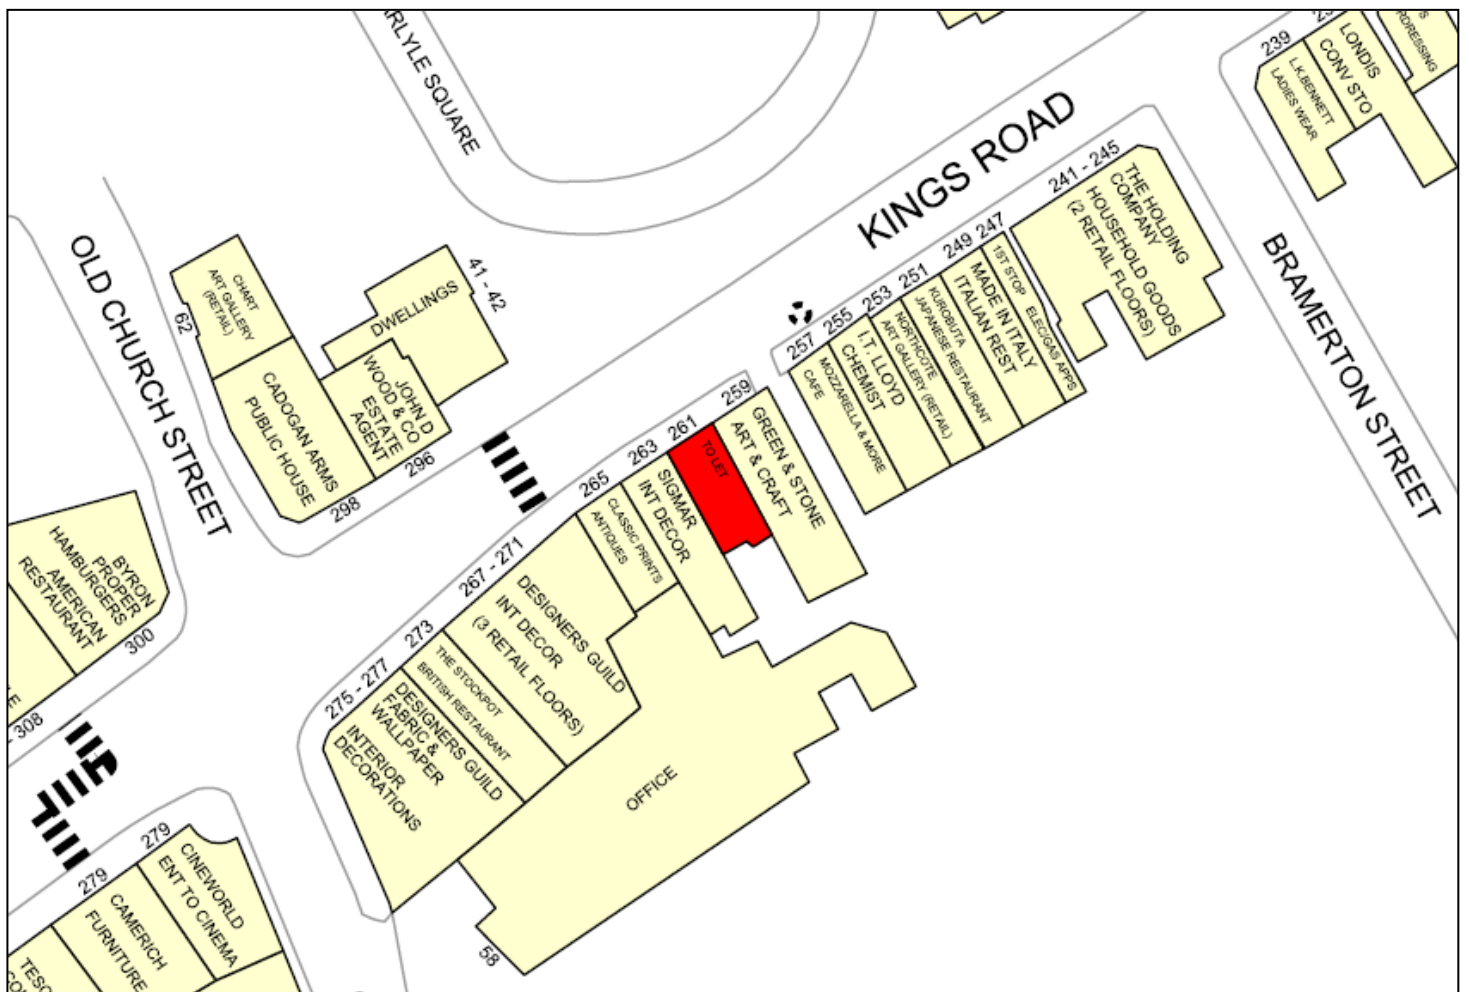 RLYLE SQUARE
KINGS ROAD
OLD CHURCH STREET
BRAMERTON STREET
239
L.K.BENNETT
LADIES WEAR
LONDIS
CONV STO
RDRESSING
241 - 245
THE HOLDING
COMPANY
HOUSEHOLD GOODS
(2 RETAIL FLOORS)
247
1ST STOP ELEC/GAS APPS
249
MADE IN ITALY
ITALIAN REST
251
KUROBUTA
JAPANESE RESTAURANT
253
NORTHCOTE
ART GALLERY (RETAIL)
255
I.T LLOYD
CHEMIST
257
MOZZARELLA & MORE
CAFE
259
GREEN & STONE
ART & CRAFT
261
TO LET
263
SIGMAR
INT DECOR
265
CLASSIC PRINTS
ANTIQUES
267 - 271
DESIGNERS GUILD
INT DECOR
(3 RETAIL FLOORS)
273
THE STOCKPOT
BRITISH RESTAURANT
275 - 277
DESIGNERS GUILD
FABRIC &
WALLPAPER
INTERIOR
DECORATIONS
OFFICE
58
62
CHART
ART GALLERY
(RETAIL)
CADOGAN ARMS
PUBLIC HOUSE
298
41 - 42
DWELLINGS
JOHN D
WOOD & CO
ESTATE
AGENT
296
BYRON
PROPER
HAMBURGERS
AMERICAN
RESTAURANT
300
308
279
CINEWORLD
ENT TO CINEMA
279
CAMERICH
FURNITURE
TESC